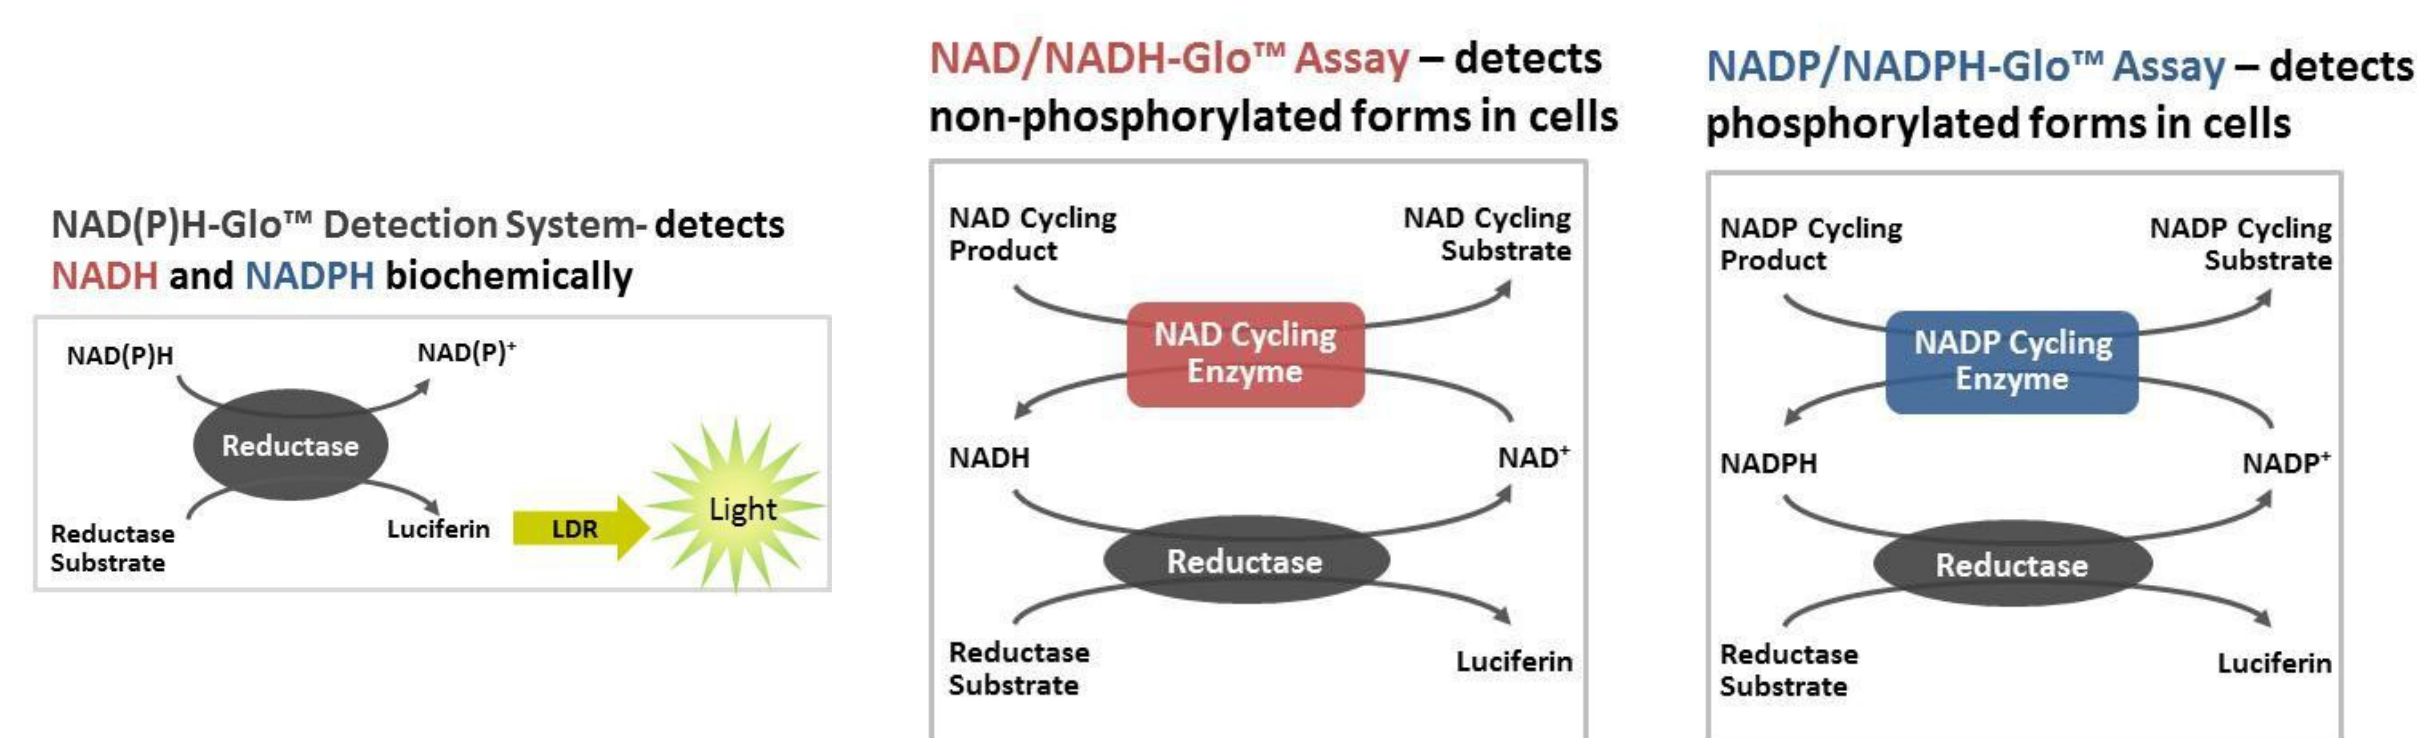 NAD(P)H-Glo™ Detection System- detects
NADH and NADPH biochemically
NAD(P)H
NAD(P)⁺
Reductase
Reductase
Substrate
Luciferin
LDR
Light
NAD/NADH-Glo™ Assay – detects
non-phosphorylated forms in cells
NAD Cycling
Product
NAD Cycling
Substrate
NAD Cycling
Enzyme
NADH
NAD⁺
Reductase
Reductase
Substrate
Luciferin
NADP/NADPH-Glo™ Assay – detects
phosphorylated forms in cells
NADP Cycling
Product
NADP Cycling
Substrate
NADP Cycling
Enzyme
NADPH
NADP⁺
Reductase
Reductase
Substrate
Luciferin